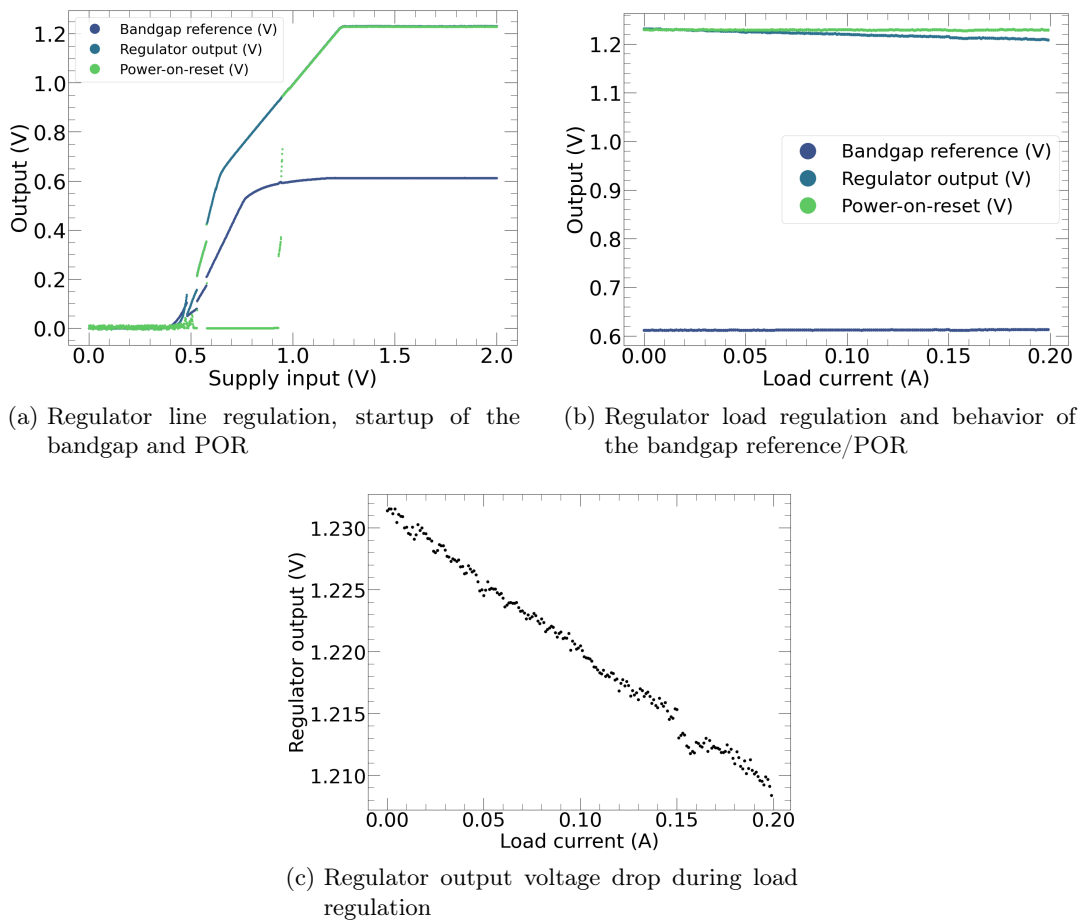 Bandgap reference (V)
Regulator output (V)
Power-on-reset (V)
1.2
1.0
0.8
0.6
0.4
0.2
0.0
Output (V)
0.0 0.5 1.0 1.5 2.0
Supply input (V)
(a) Regulator line regulation, startup of the
bandgap and POR
Bandgap reference (V)
Regulator output (V)
Power-on-reset (V)
1.2
1.1
1.0
0.9
0.8
0.7
0.6
Output (V)
0.00 0.05 0.10 0.15 0.20
Load current (A)
(b) Regulator load regulation and behavior of
the bandgap reference/POR
1.230
1.225
1.220
1.215
1.210
Regulator output (V)
0.00 0.05 0.10 0.15 0.20
Load current (A)
(c) Regulator output voltage drop during load
regulation